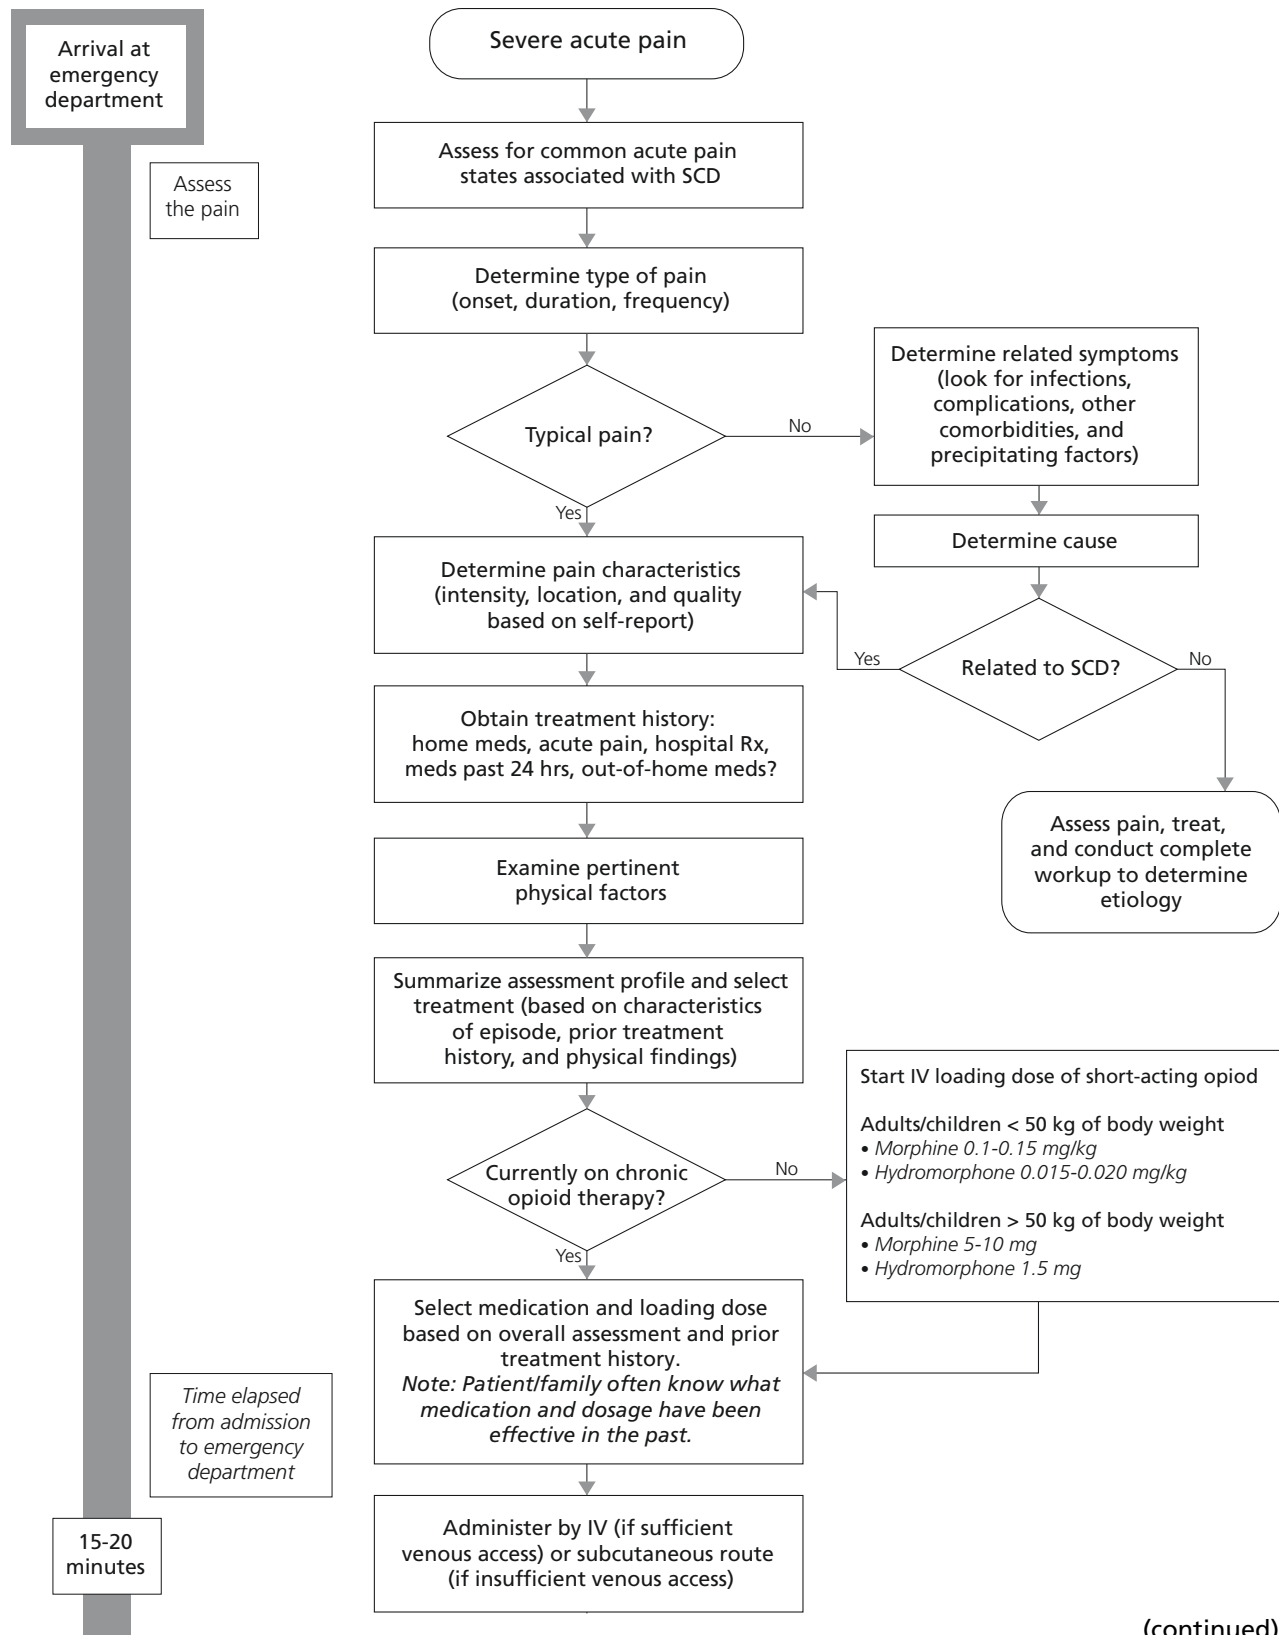 Arrival at
emergency
department
Severe acute pain
Assess for common acute pain
states associated with SCD
Assess
the pain
Determine type of pain
(onset, duration, frequency)
Typical pain?
No
Determine related symptoms
(look for infections,
complications, other
comorbidities, and
precipitating factors)
Yes
Determine cause
Determine pain characteristics
(intensity, location, and quality
based on self-report)
Yes
Related to SCD?
No
Obtain treatment history:
home meds, acute pain, hospital Rx,
meds past 24 hrs, out-of-home meds?
Assess pain, treat,
and conduct complete
workup to determine
etiology
Examine pertinent
physical factors
Summarize assessment profile and select
treatment (based on characteristics
of episode, prior treatment
history, and physical findings)
Currently on chronic
opioid therapy?
No
Start IV loading dose of short-acting opiod
Adults/children < 50 kg of body weight
• Morphine 0.1-0.15 mg/kg
• Hydromorphone 0.015-0.020 mg/kg
Adults/children > 50 kg of body weight
• Morphine 5-10 mg
• Hydromorphone 1.5 mg
Yes
Select medication and loading dose
based on overall assessment and prior
treatment history.
Note: Patient/family often know what
medication and dosage have been
effective in the past.
Time elapsed
from admission
to emergency
department
15-20
minutes
Administer by IV (if sufficient
venous access) or subcutaneous route
(if insufficient venous access)
(continued)